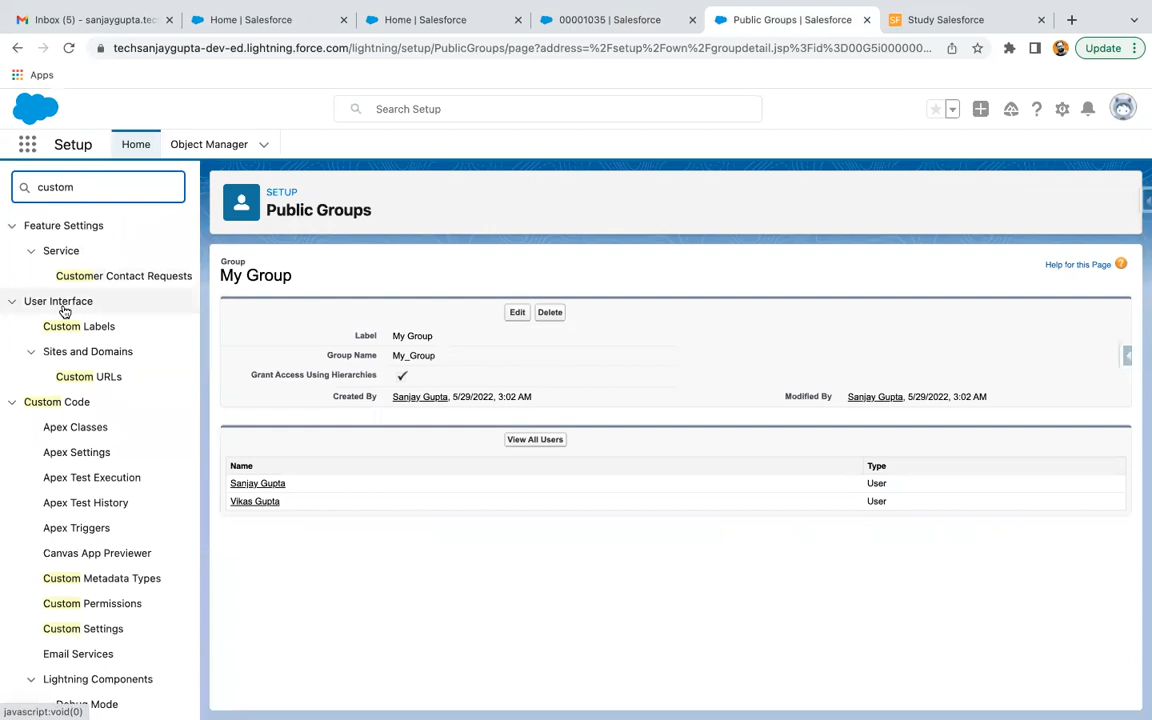 Inbox (5) - sanjaygupta.tec
Home | Salesforce
Home | Salesforce
00001035 | Salesforce
Public Groups | Salesforce
SF Study Salesforce
techsanjaygupta-dev-ed.lightning.force.com/lightning/setup/PublicGroups/page?address=%2Fsetup%2Fown%2Fgroupdetail.jsp%3Fid%3D00G5i000000...
Update
Apps
Search Setup
Setup
Home
Object Manager
custom
Feature Settings
Service
Customer Contact Requests
User Interface
Custom Labels
Sites and Domains
Custom URLs
Custom Code
Apex Classes
Apex Settings
Apex Test Execution
Apex Test History
Apex Triggers
Canvas App Previewer
Custom Metadata Types
Custom Permissions
Custom Settings
Email Services
Lightning Components
Debug Mode
javascript:void(0)
SETUP
Public Groups
Group
My Group
Help for this Page ?
Edit Delete
Label My Group
Group Name My_Group
Grant Access Using Hierarchies
Created By Sanjay Gupta, 5/29/2022, 3:02 AM Modified By Sanjay Gupta, 5/29/2022, 3:02 AM
View All Users
Name Type
Sanjay Gupta User
Vikas Gupta User